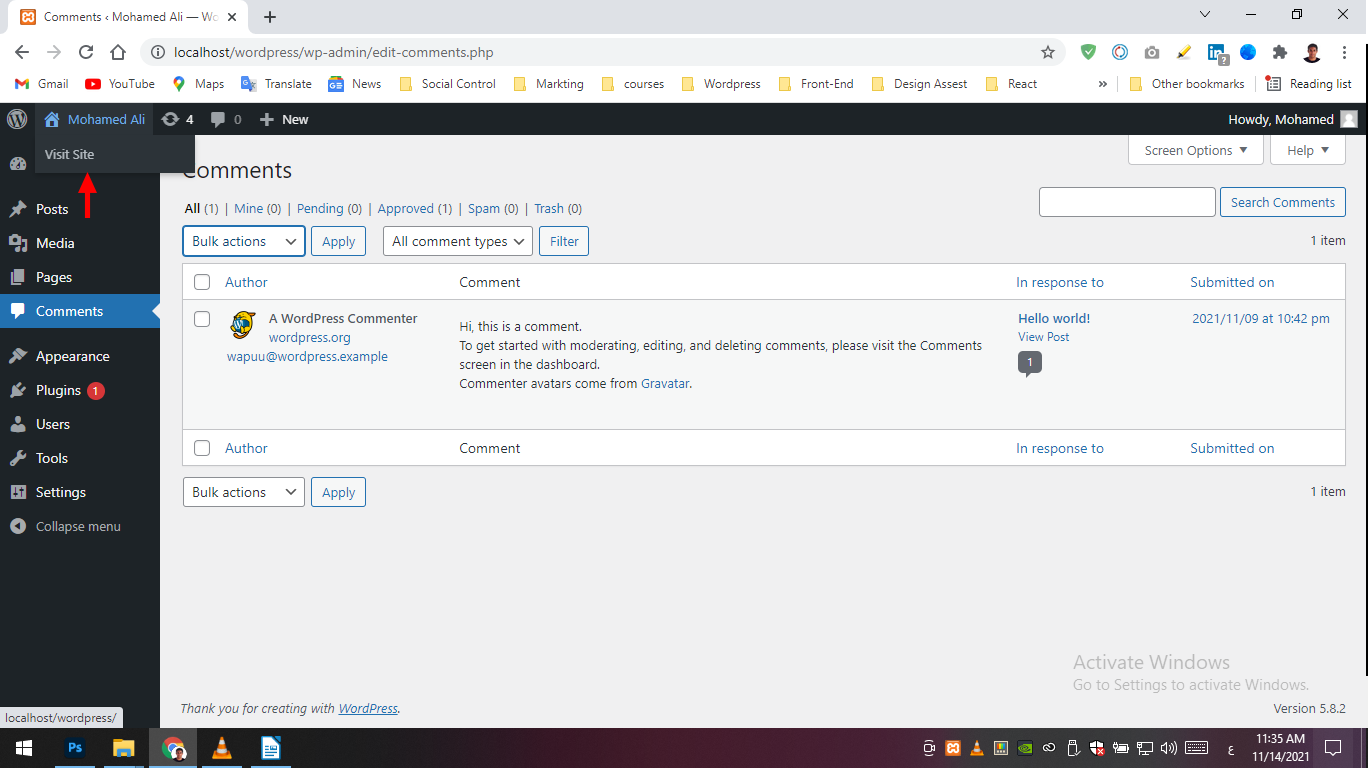 Comments ‹ Mohamed Ali — Wo
localhost/wordpress/wp-admin/edit-comments.php
Gmail YouTube Maps Translate News Social Control Markting courses Wordpress Front-End Design Assest React » Other bookmarks Reading list
Mohamed Ali 4 0 New Howdy, Mohamed
Visit Site
Screen Options Help
Comments
Posts
Media
Pages
Comments
Appearance
Plugins 1
Users
Tools
Settings
Collapse menu
All (1) | Mine (0) | Pending (0) | Approved (1) | Spam (0) | Trash (0)
Search Comments
Bulk actions Apply All comment types Filter
1 item
Author Comment In response to Submitted on
A WordPress Commenter
wordpress.org
wapuu@wordpress.example
Hi, this is a comment.
To get started with moderating, editing, and deleting comments, please visit the Comments
screen in the dashboard.
Commenter avatars come from Gravatar.
Hello world!
View Post
1
2021/11/09 at 10:42 pm
Author Comment In response to Submitted on
Bulk actions Apply
1 item
Activate Windows
Go to Settings to activate Windows.
Thank you for creating with WordPress.
Version 5.8.2
localhost/wordpress/
Ps
ع
11:35 AM
11/14/2021